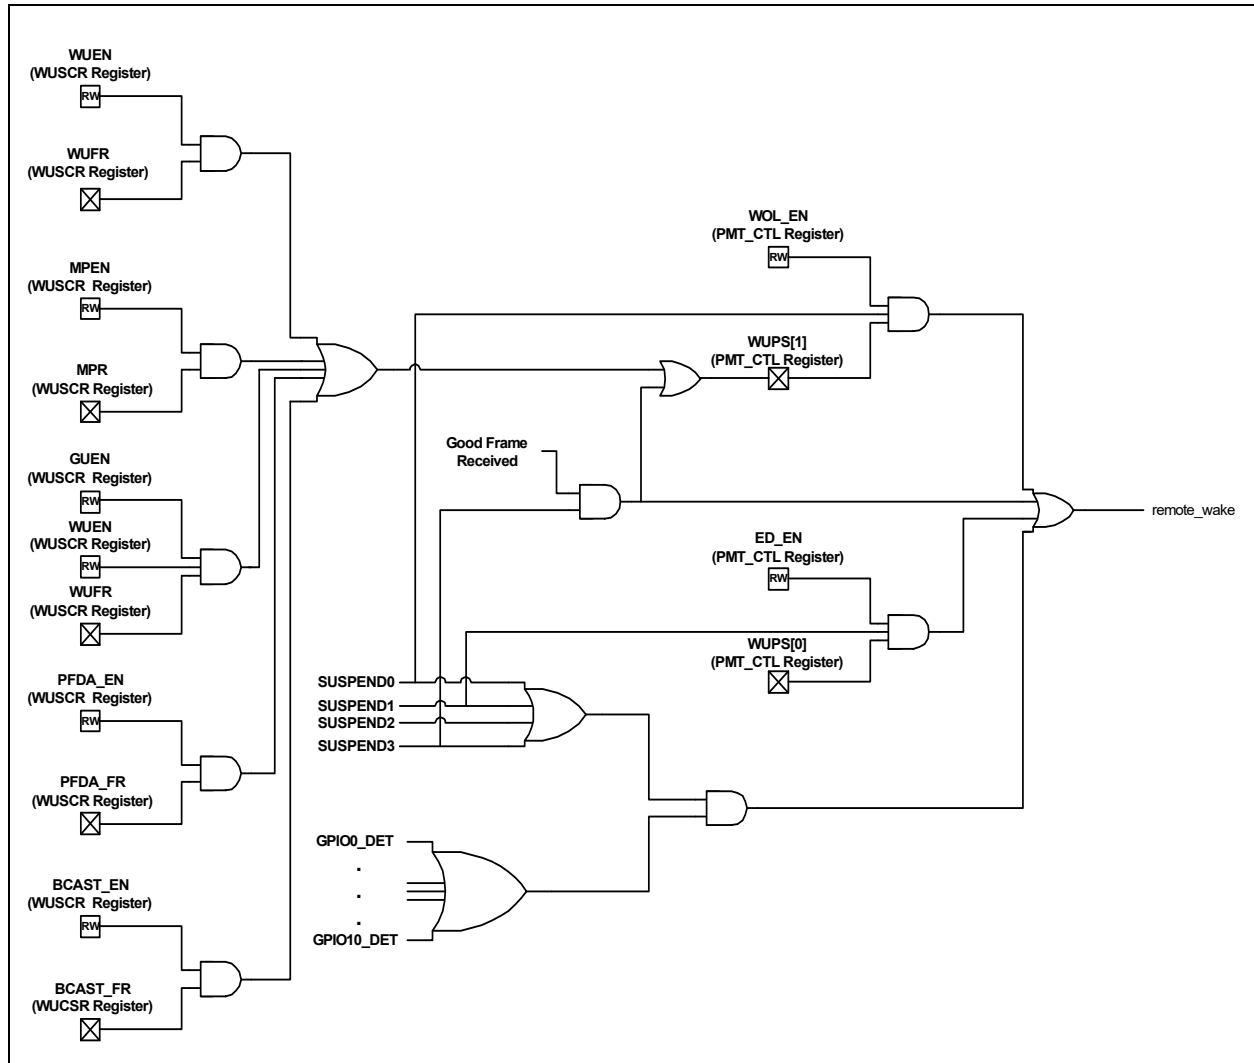 WUEN
(WUSCR Register)
RW
WUFR
(WUSCR Register)
MPEN
(WUSCR Register)
RW
MPR
(WUSCR Register)
GUEN
(WUSCR Register)
RW
WUEN
(WUSCR Register)
RW
WUFR
(WUSCR Register)
PFDA_EN
(WUSCR Register)
RW
PFDA_FR
(WUSCR Register)
BCAST_EN
(WUSCR Register)
RW
BCAST_FR
(WUCSR Register)
Good Frame
Received
SUSPEND0
SUSPEND1
SUSPEND2
SUSPEND3
GPIO0_DET
.
.
.
GPIO10_DET
WOL_EN
(PMT_CTL Register)
RW
WUPS[1]
(PMT_CTL Register)
ED_EN
(PMT_CTL Register)
RW
WUPS[0]
(PMT_CTL Register)
remote_wake